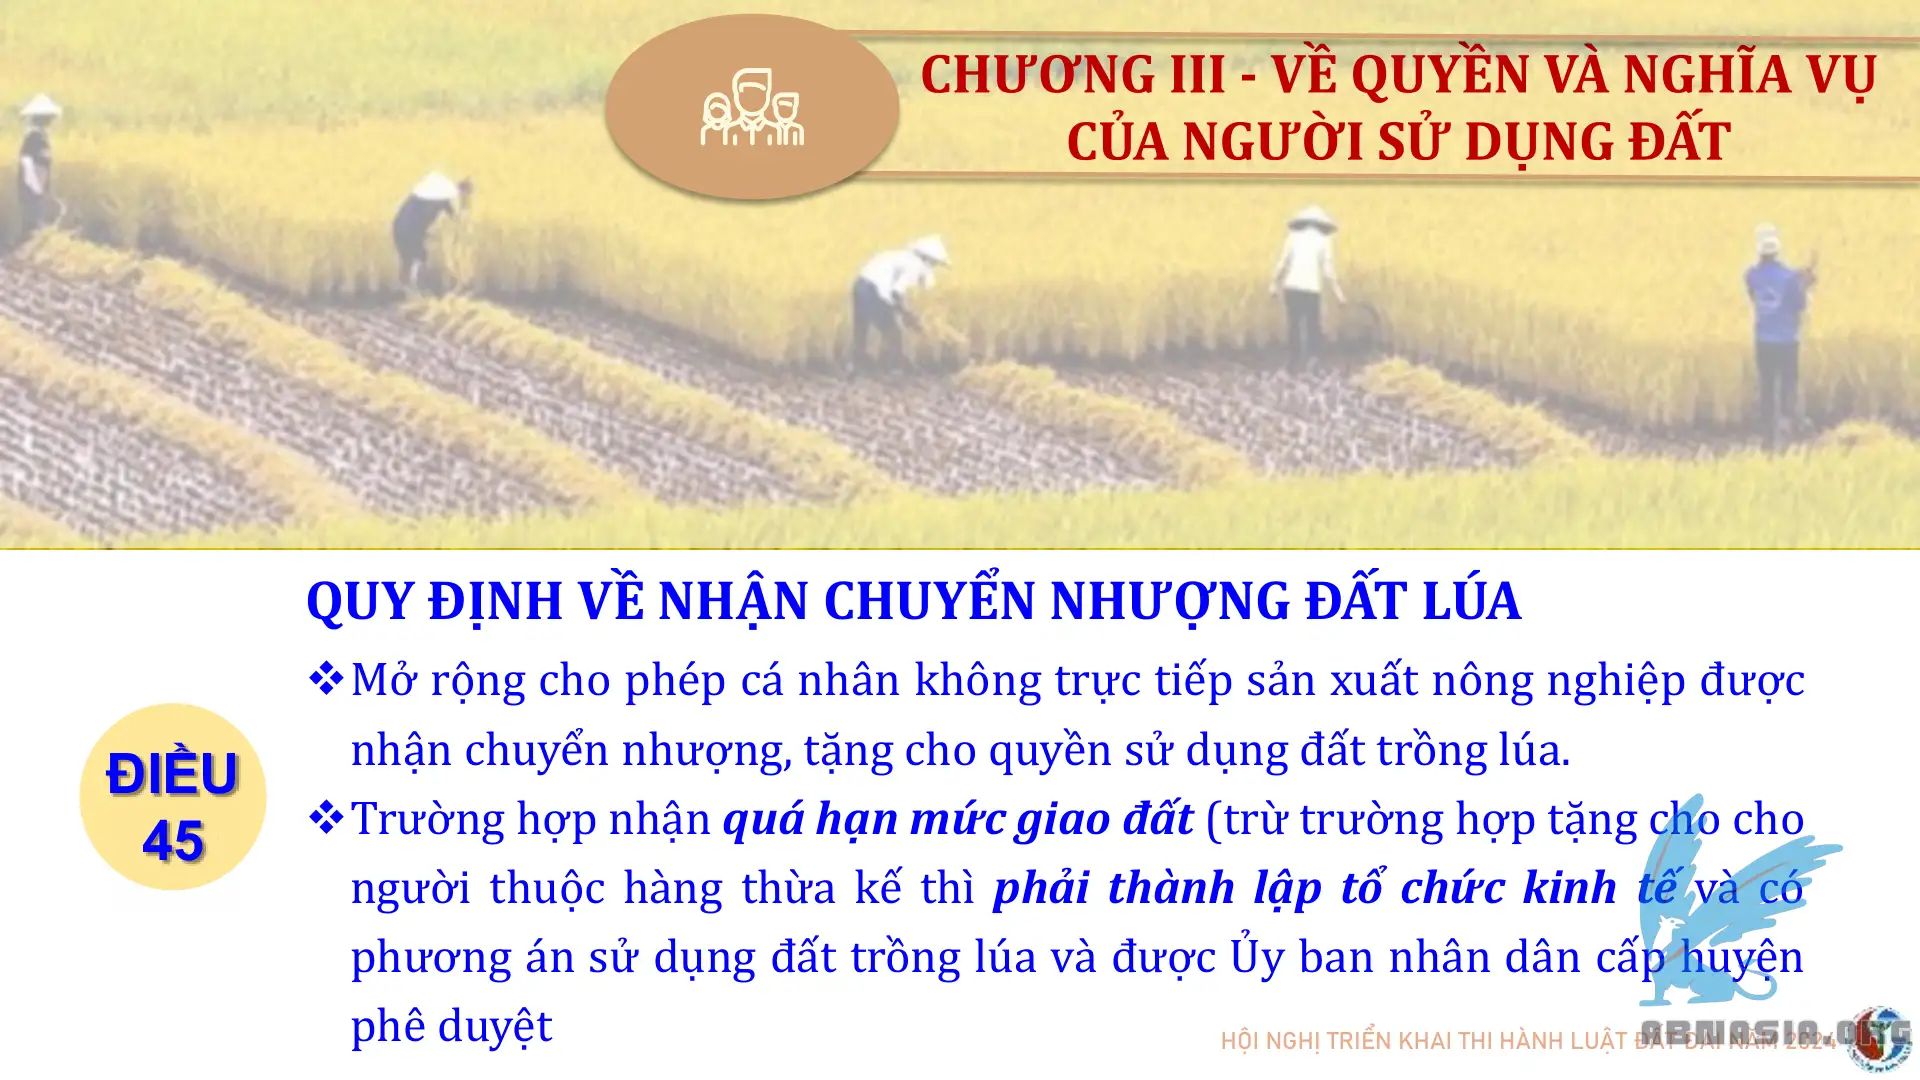 CHƯƠNG III - VỀ QUYỀN VÀ NGHĨA VỤ
CỦA NGƯỜI SỬ DỤNG ĐẤT
QUY ĐỊNH VỀ NHẬN CHUYỂN NHƯỢNG ĐẤT LÚA
ĐIỀU
45
❖Mở rộng cho phép cá nhân không trực tiếp sản xuất nông nghiệp được
nhận chuyển nhượng, tặng cho quyền sử dụng đất trồng lúa.
❖Trường hợp nhận quá hạn mức giao đất (trừ trường hợp tặng cho cho
người thuộc hàng thừa kế thì phải thành lập tổ chức kinh tế và có
phương án sử dụng đất trồng lúa và được Ủy ban nhân dân cấp huyện
phê duyệt
HỘI NGHỊ TRIỂN KHAI THI HÀNH LUẬT ĐẤT ĐAI NĂM 2024
ABMASIA.ORG